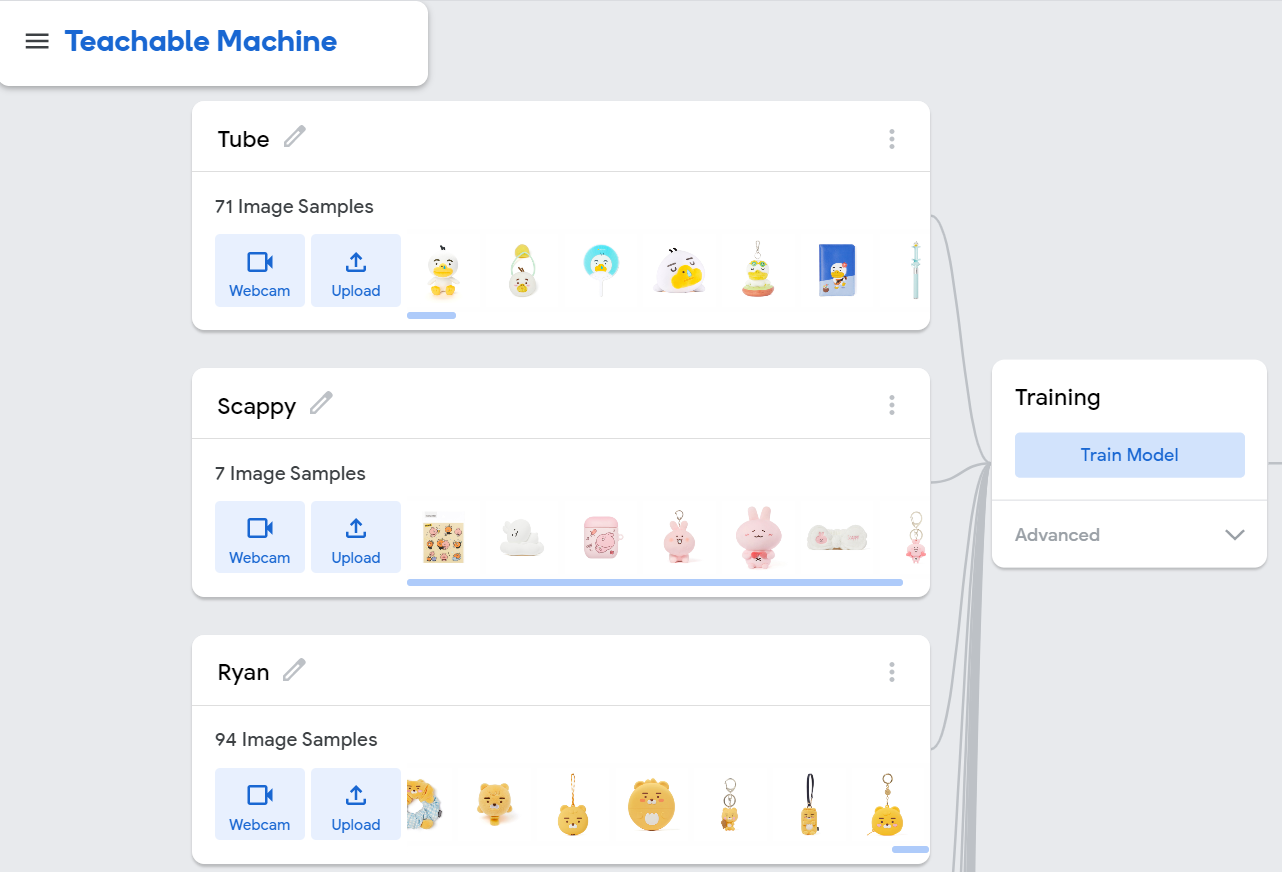 Teachable Machine
Tube
71 Image Samples
Webcam
Upload
Scappy
7 Image Samples
Webcam
Upload
Ryan
94 Image Samples
Webcam
Upload
Training
Train Model
Advanced